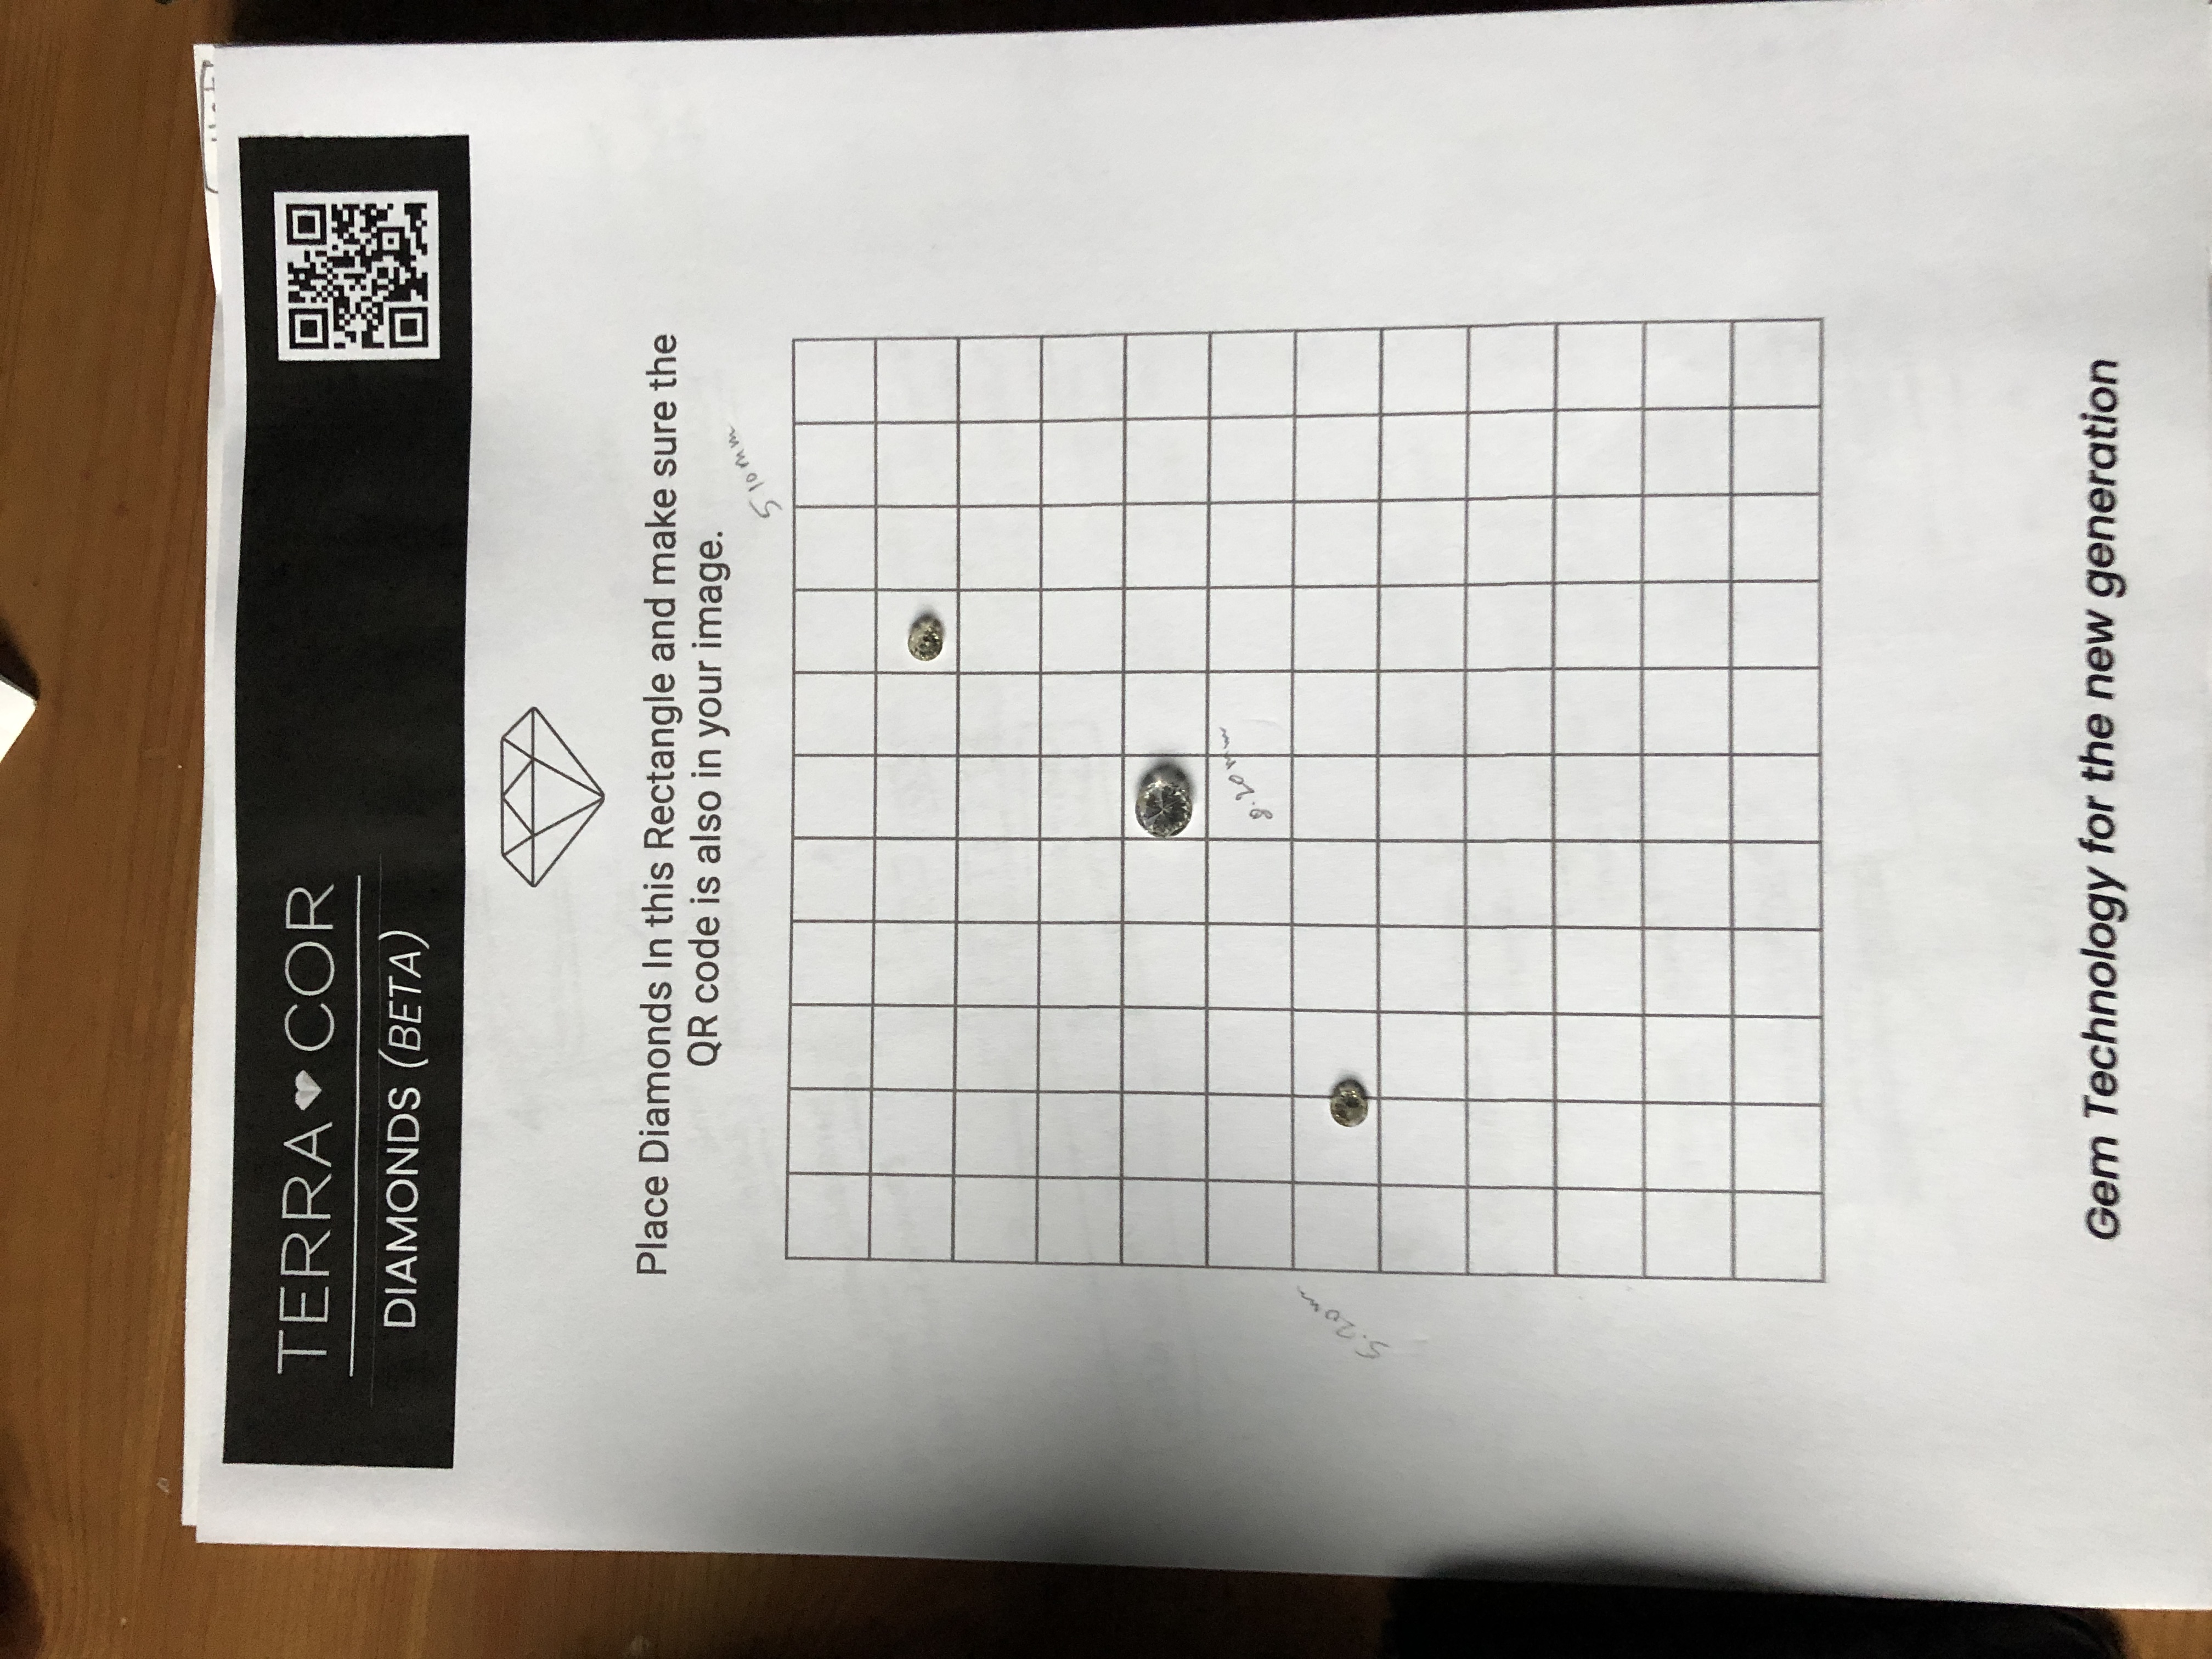 TERRA COR
DIAMONDS (BETA)
Place Diamonds In this Rectangle and make sure the
QR code is also in your image.
5 10mm
8.20mm
5.20m
Gem Technology for the new generation